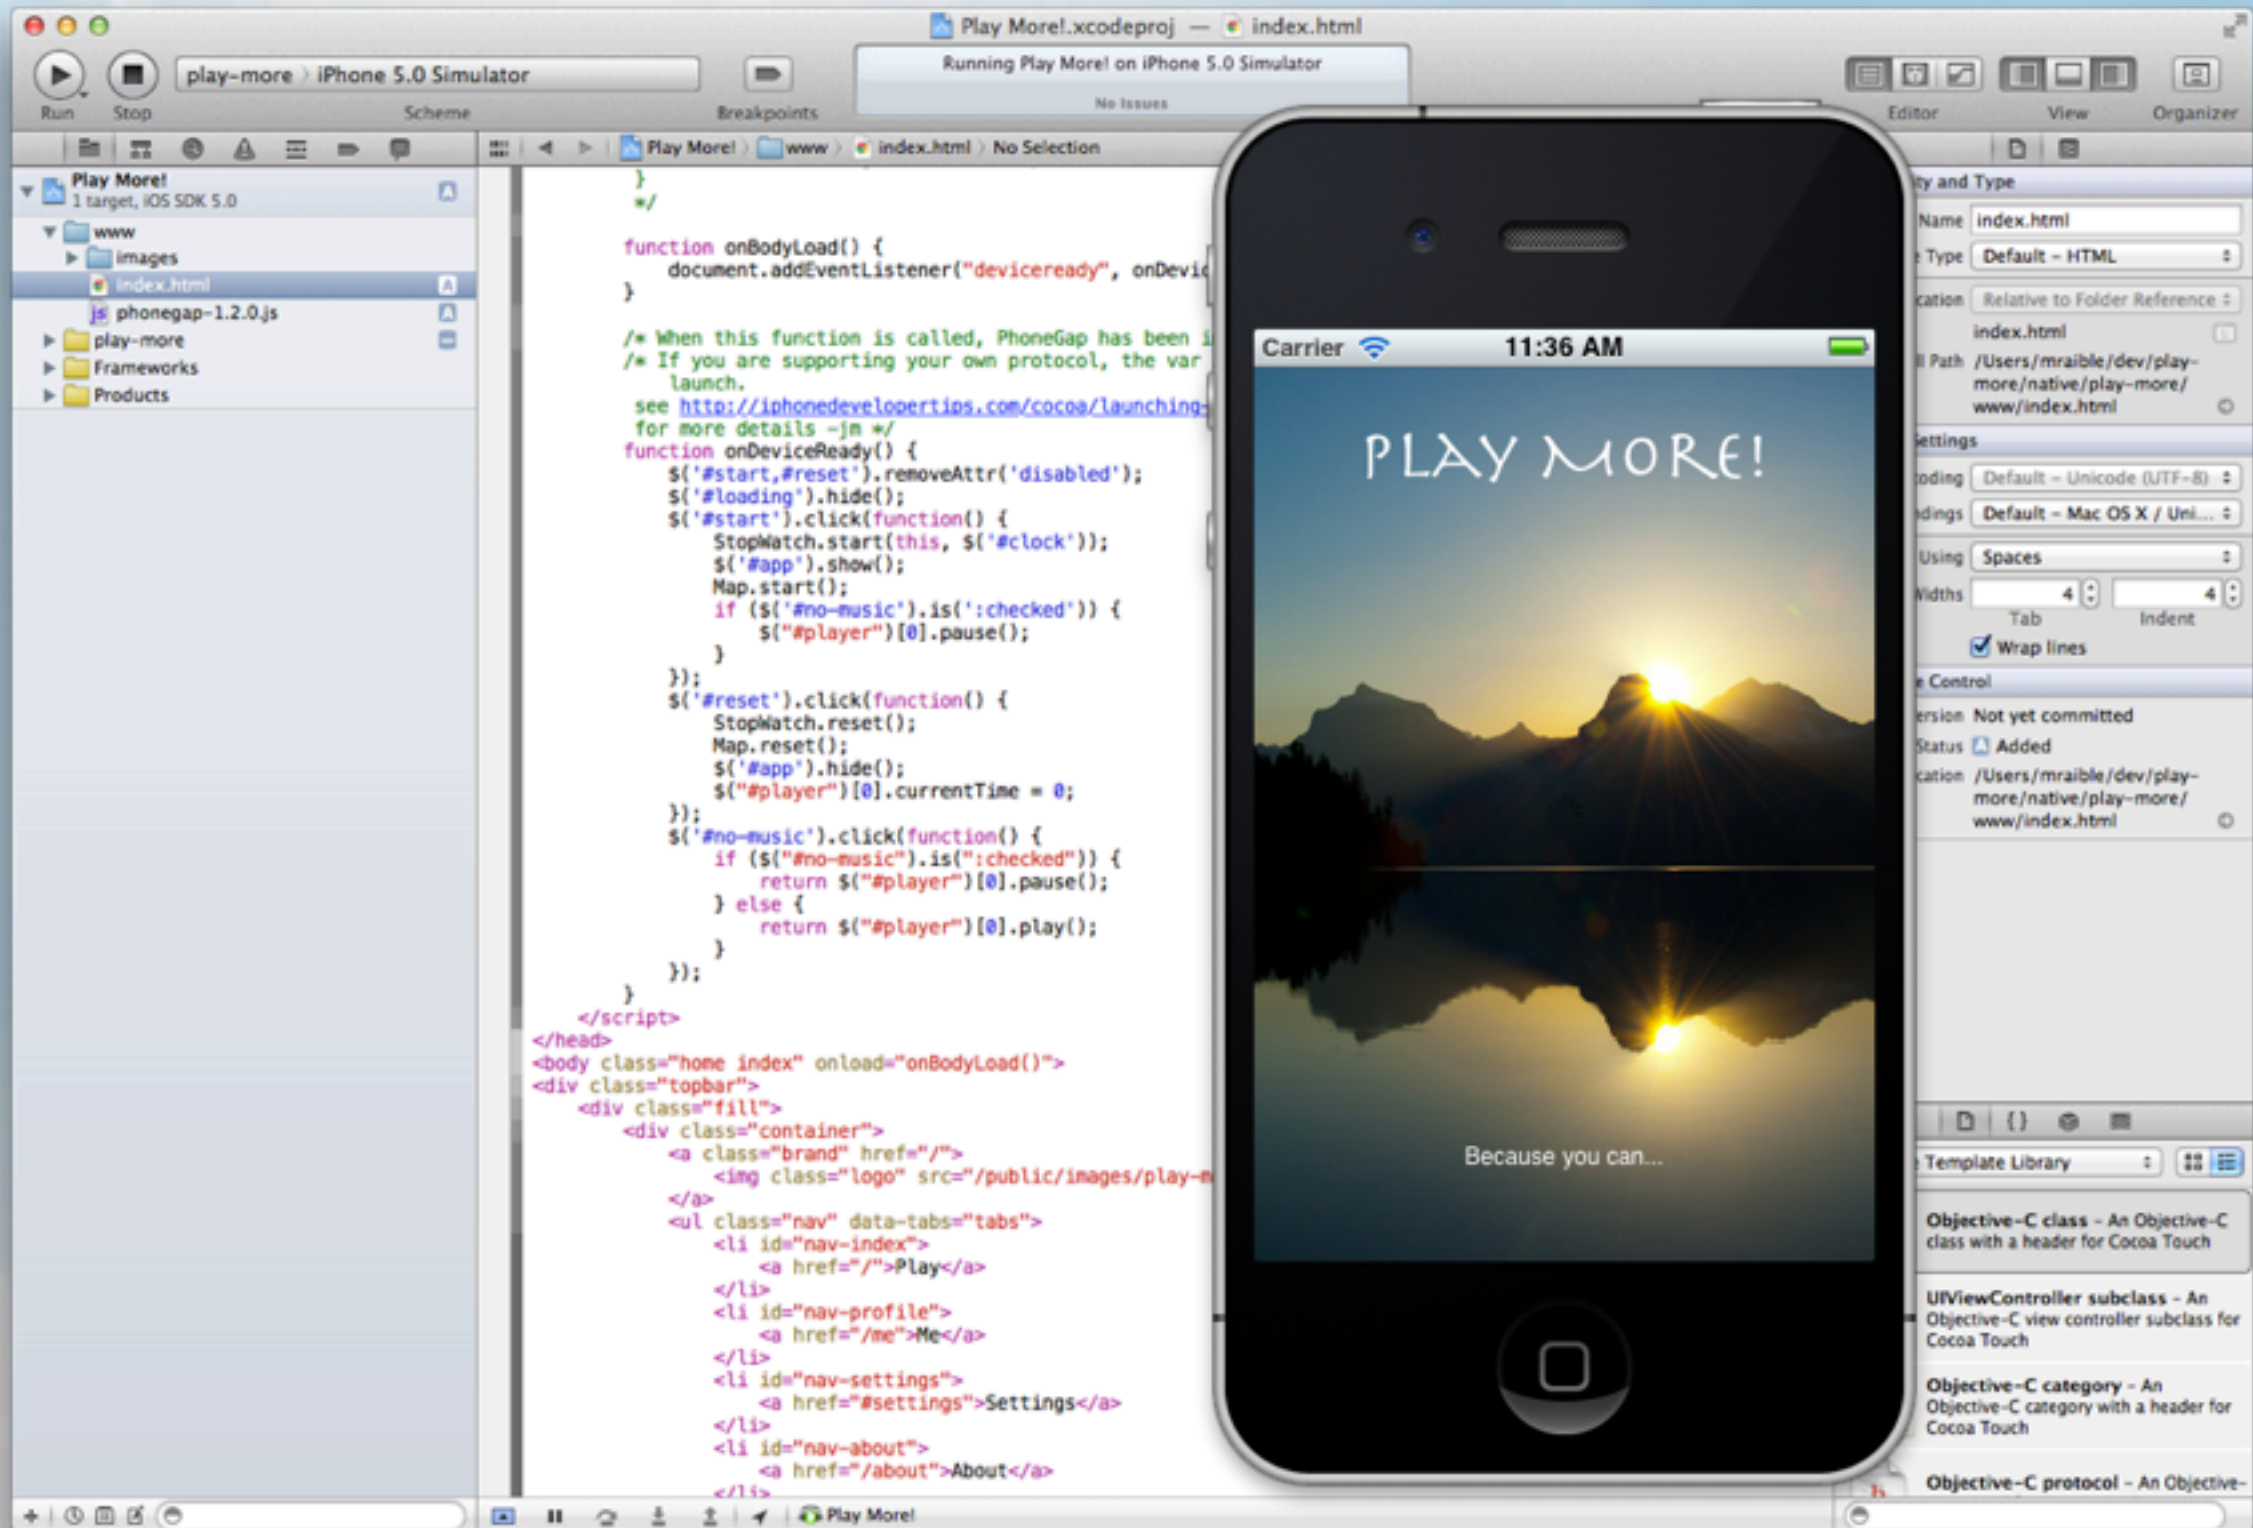 Play More!.xcodeproj — index.html
play-more 〉 iPhone 5.0 Simulator
Running Play More! on iPhone 5.0 Simulator
No Issues
Run Stop Scheme Breakpoints Editor View Organizer
Play More! 〉 www 〉 index.html 〉 No Selection
Play More!
1 target, iOS SDK 5.0
www
images
index.html
phonegap-1.2.0.js
play-more
Frameworks
Products
}
*/
function onBodyLoad() {
document.addEventListener("deviceready", onDevic
}
/* When this function is called, PhoneGap has been i
/* If you are supporting your own protocol, the var
launch.
see http://iphonedevelopertips.com/cocoa/launching-
for more details -jm */
function onDeviceReady() {
$('#start,#reset').removeAttr('disabled');
$('#loading').hide();
$('#start').click(function() {
StopWatch.start(this, $('#clock'));
$('#app').show();
Map.start();
if ($('#no-music').is(':checked')) {
$("#player")[0].pause();
}
});
$('#reset').click(function() {
StopWatch.reset();
Map.reset();
$('#app').hide();
$("#player")[0].currentTime = 0;
});
$('#no-music').click(function() {
if ($("#no-music").is(":checked")) {
return $("#player")[0].pause();
} else {
return $("#player")[0].play();
}
});
}
</script>
</head>
<body class="home index" onload="onBodyLoad()">
<div class="topbar">
<div class="fill">
<div class="container">
<a class="brand" href="/">
<img class="logo" src="/public/images/play-m
</a>
<ul class="nav" data-tabs="tabs">
<li id="nav-index">
<a href="/">Play</a>
</li>
<li id="nav-profile">
<a href="/me">Me</a>
</li>
<li id="nav-settings">
<a href="#settings">Settings</a>
</li>
<li id="nav-about">
<a href="/about">About</a>
</li>
Play More!
Carrier 11:36 AM
PLAY MORE!
Because you can...
ty and Type
Name index.html
Type Default – HTML
cation Relative to Folder Reference
index.html
ll Path /Users/mraible/dev/play-
more/native/play-more/
www/index.html
Settings
coding Default – Unicode (UTF-8)
dings Default – Mac OS X / Uni...
Using Spaces
Widths 4 4
Tab Indent
Wrap lines
e Control
ersion Not yet committed
Status A Added
cation /Users/mraible/dev/play-
more/native/play-more/
www/index.html
{}
Template Library
Objective-C class – An Objective-C
class with a header for Cocoa Touch
UIViewController subclass – An
Objective-C view controller subclass for
Cocoa Touch
Objective-C category – An
Objective-C category with a header for
Cocoa Touch
Objective-C protocol – An Objective-